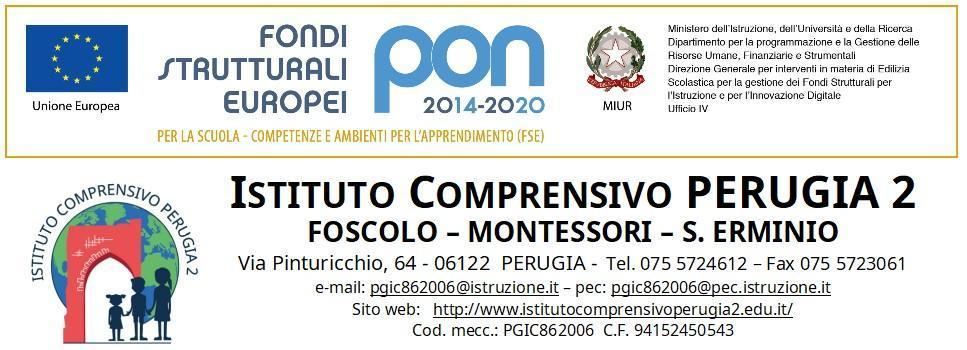 FONDI
STRUTTURALI
EUROPEI
pon
2014-2020
Unione Europea
MIUR
PER LA SCUOLA - COMPETENZE E AMBIENTI PER L'APPRENDIMENTO (FSE)
Ministero dell'Istruzione, dell'Università e della Ricerca
Dipartimento per la programmazione e la Gestione delle
Risorse Umane, Finanziarie e Strumentali
Direzione Generale per interventi in materia di Edilizia
Scolastica per la gestione dei Fondi Strutturali per
l'Istruzione e per l'Innovazione Digitale
Ufficio IV
ISTITUTO COMPRENSIVO PERUGIA 2
ISTITUTO COMPRENSIVO PERUGIA 2
FOSCOLO – MONTESSORI – S. ERMINIO
Via Pinturicchio, 64 - 06122 PERUGIA - Tel. 075 5724612 – Fax 075 5723061
e-mail: pgic862006@istruzione.it – pec: pgic862006@pec.istruzione.it
Sito web: http://www.istitutocomprensivoperugia2.edu.it/
Cod. mecc.: PGIC862006 C.F. 94152450543